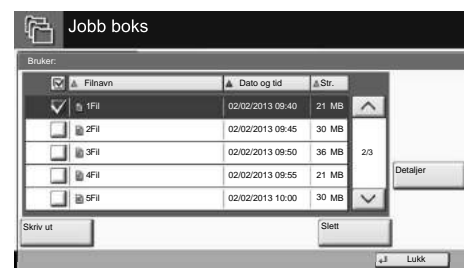 Jobb boks
Bruker:
Filnavn Dato og tid Str.
1Fil 02/02/2013 09:40 21 MB
2Fil 02/02/2013 09:45 30 MB
3Fil 02/02/2013 09:50 36 MB 2/3
4Fil 02/02/2013 09:55 21 MB
Detaljer
5Fil 02/02/2013 10:00 30 MB
Skriv ut Slett
Lukk